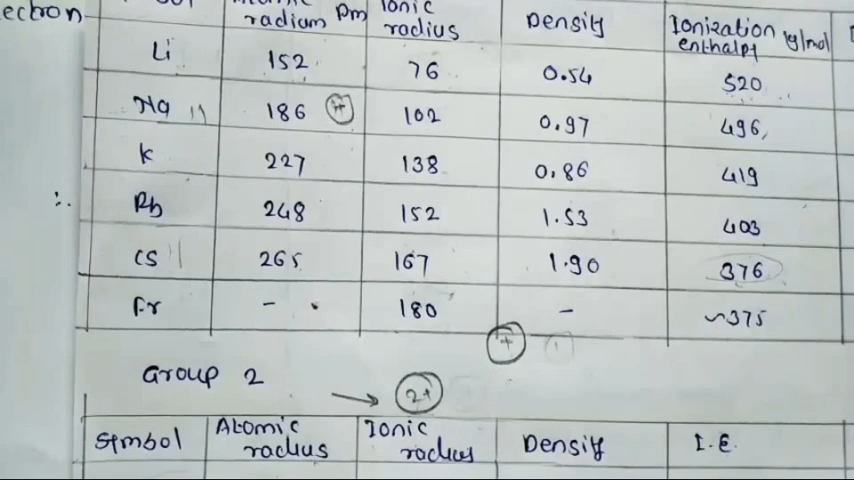 ectron
radium pm Ionic radius Density Ionization enthalpy kj/mol
Li 152 76 0.54 520
Na 11 186 + 102 0.97 496
K 227 138 0.86 419
∴ Rb 248 152 1.53 403
Cs 265 167 1.90 376
Fr - 180 - ~375
+
Group 2 → 2+
Symbol Atomic radius Ionic radius Density I.E.